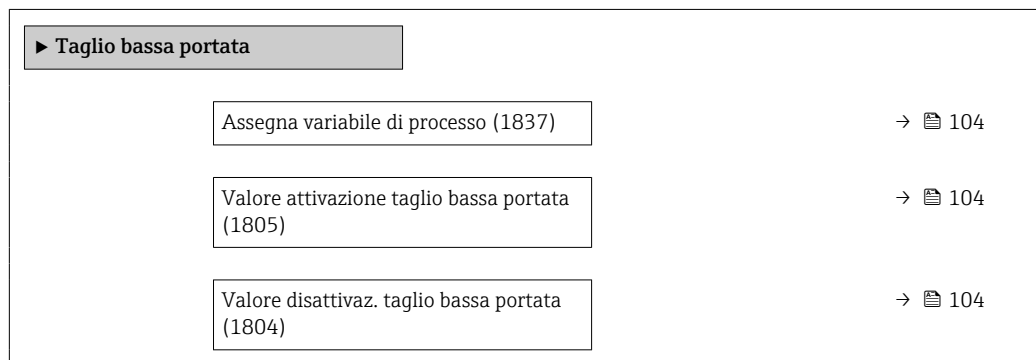 ▶ Taglio bassa portata
Assegna variabile di processo (1837) → 104
Valore attivazione taglio bassa portata → 104
(1805)
Valore disattivaz. taglio bassa portata → 104
(1804)